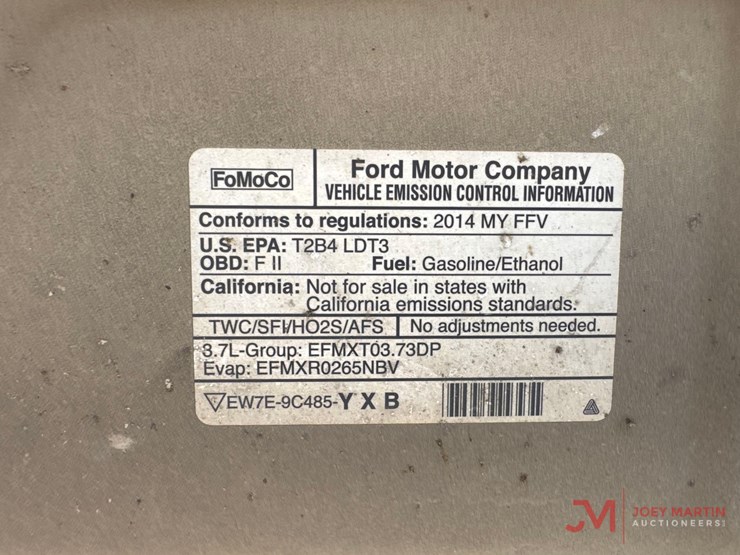 FoMoCo
Ford Motor Company
VEHICLE EMISSION CONTROL INFORMATION
Conforms to regulations: 2014 MY FFV
U.S. EPA: T2B4 LDT3
OBD: F II Fuel: Gasoline/Ethanol
California: Not for sale in states with
California emissions standards.
TWC/SFI/HO2S/AFS No adjustments needed.
3.7L-Group: EFMXT03.73DP
Evap: EFMXR0265NBV
EW7E-9C485-Y X B
JM JOEY MARTIN
AUCTIONEERS